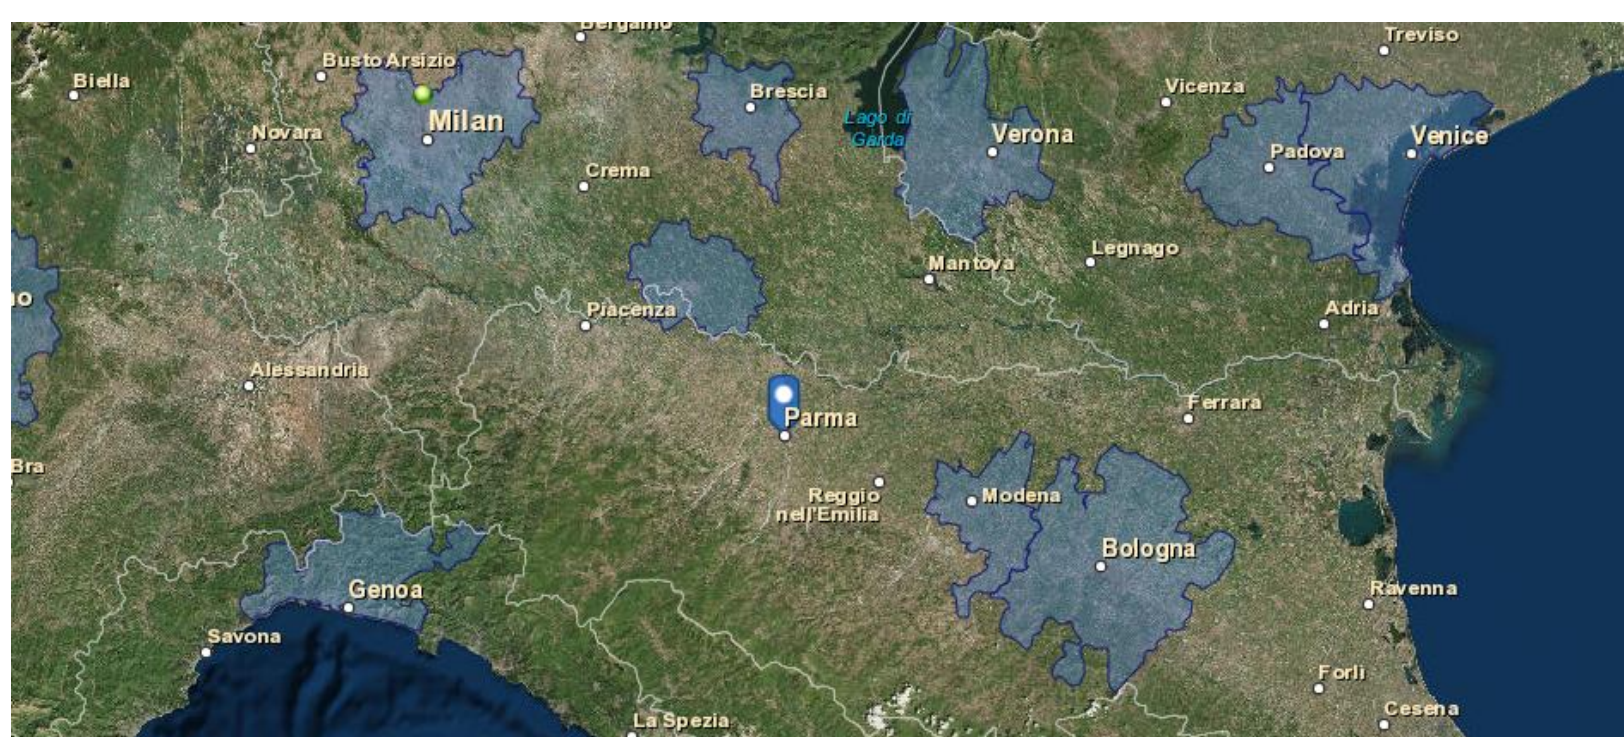 Bergamo
Treviso
Busto Arsizio
Biella
Brescia
Vicenza
Milan
Lago di
Garda
Novara
Verona
Venice
Padova
Crema
Legnago
Mantova
Piacenza
Adria
Alessandria
Ferrara
Parma
Bra
Reggio
nell'Emilia
Modena
Bologna
Genoa
Ravenna
Savona
Forlì
Cesena
La Spezia